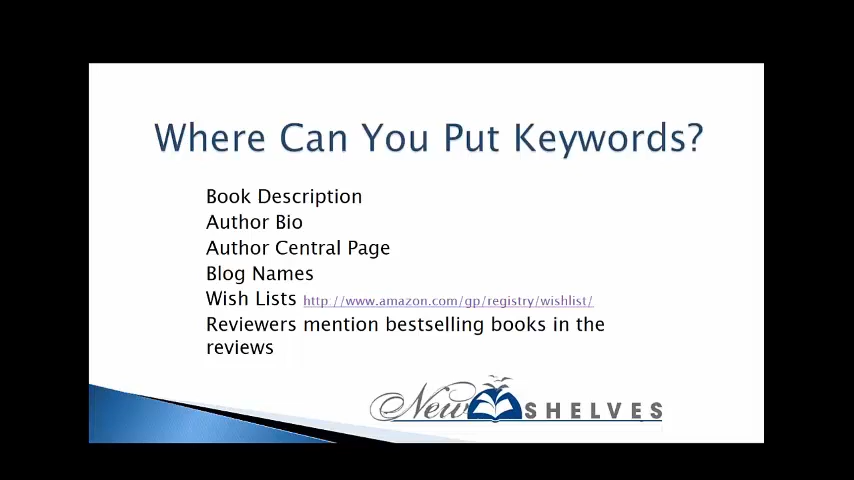 Where Can You Put Keywords?
Book Description
Author Bio
Author Central Page
Blog Names
Wish Lists http://www.amazon.com/gp/registry/wishlist/
Reviewers mention bestselling books in the
reviews
New SHELVES